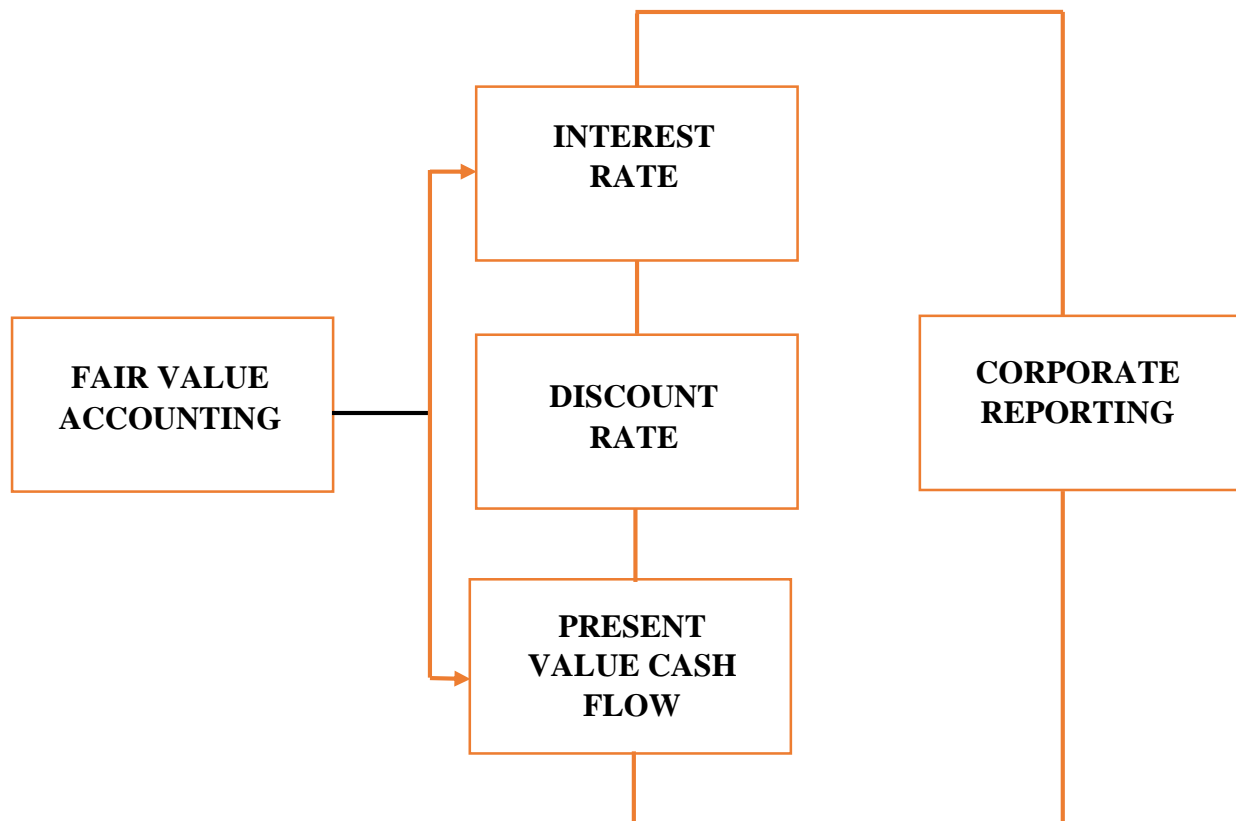 INTEREST
RATE
FAIR VALUE
ACCOUNTING
DISCOUNT
RATE
CORPORATE
REPORTING
PRESENT
VALUE CASH
FLOW